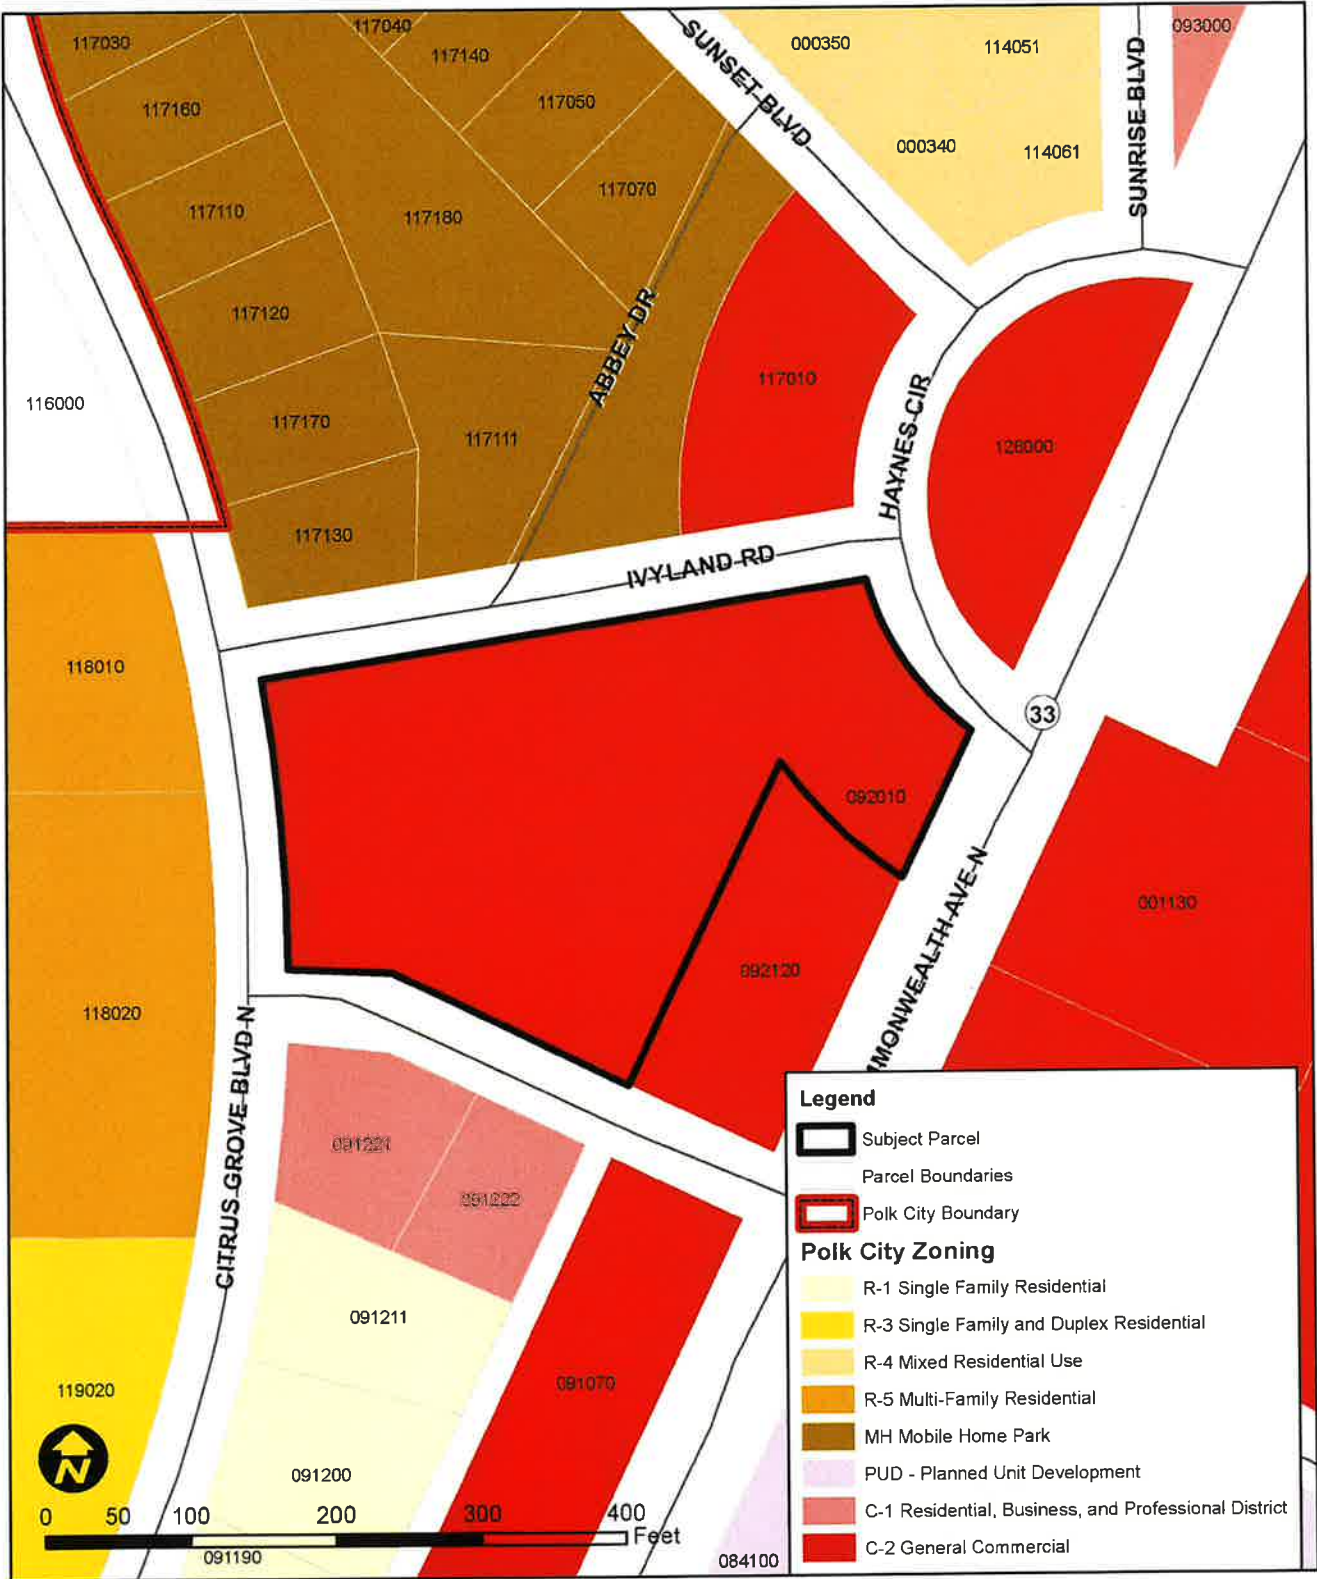 117030
117040
117140
SUNSET BLVD
000350
114051
093000
SUNRISE BLVD
117160
117050
000340
114061
117110
117180
117070
117120
ABBEY DR
117010
116000
117170
117111
HAYNES CIR
128000
117130
IVYLAND RD
118010
33
092010
001130
092120
118020
MMONWEALTH AVE N
CITRUS GROVE BLVD N
091221
091222
091211
119020
091070
091200
N
0 50 100 200 300 400
Feet
091190
084100
Legend
Subject Parcel
Parcel Boundaries
Polk City Boundary
Polk City Zoning
R-1 Single Family Residential
R-3 Single Family and Duplex Residential
R-4 Mixed Residential Use
R-5 Multi-Family Residential
MH Mobile Home Park
PUD - Planned Unit Development
C-1 Residential, Business, and Professional District
C-2 General Commercial